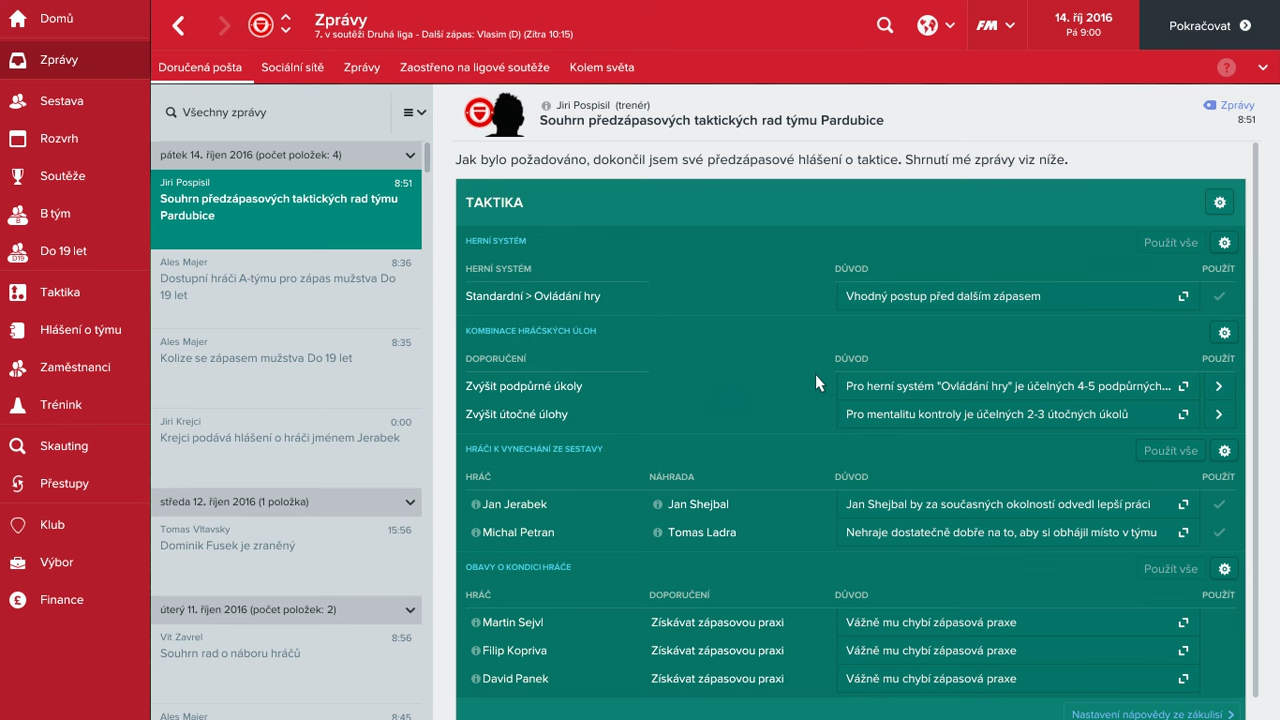 Domů
Zprávy
Sestava
Rozvrh
Soutěže
B tým
Do 19 let
Taktika
Hlášení o týmu
Zaměstnanci
Trénink
Skauting
Přestupy
Klub
Výbor
Finance
Zprávy
7. v soutěži Druhá liga - Další zápas: Vlasim (D) (Zítra 10:15)
FM
14. říj 2016
Pá 9:00
Pokračovat
Doručená pošta
Sociální sítě
Zprávy
Zaostřeno na ligové soutěže
Kolem světa
?
Všechny zprávy
pátek 14. říjen 2016 (počet položek: 4)
Jiri Pospisil 8:51
Souhrn předzápasových taktických rad týmu
Pardubice
Ales Majer 8:36
Dostupní hráči A-týmu pro zápas mužstva Do
19 let
Ales Majer 8:35
Kolize se zápasem mužstva Do 19 let
Jiri Krejci 0:00
Krejci podává hlášení o hráči jménem Jerabek
středa 12. říjen 2016 (1 položka)
Tomas Vltavsky 15:56
Dominik Fusek je zraněný
úterý 11. říjen 2016 (počet položek: 2)
Vit Zavrel 8:56
Souhrn rad o náboru hráčů
Ales Majer 8:45
Jiri Pospisil (trenér)
Souhrn předzápasových taktických rad týmu Pardubice
Zprávy
8:51
Jak bylo požadováno, dokončil jsem své předzápasové hlášení o taktice. Shrnutí mé zprávy viz níže.
TAKTIKA
HERNÍ SYSTÉM Použít vše
HERNÍ SYSTÉM DŮVOD POUŽÍT
Standardní > Ovládání hry Vhodný postup před dalším zápasem
KOMBINACE HRÁČSKÝCH ÚLOH
DOPORUČENÍ DŮVOD POUŽÍT
Zvýšit podpůrné úkoly Pro herní systém "Ovládání hry" je účelných 4-5 podpůrných...
Zvýšit útočné úlohy Pro mentalitu kontroly je účelných 2-3 útočných úkolů
HRÁČI K VYNECHÁNÍ ZE SESTAVY Použít vše
HRÁČ NÁHRADA DŮVOD POUŽÍT
Jan Jerabek Jan Shejbal Jan Shejbal by za současných okolností odvedl lepší práci
Michal Petran Tomas Ladra Nehraje dostatečně dobře na to, aby si obhájil místo v týmu
OBAVY O KONDICI HRÁČE Použít vše
HRÁČ DOPORUČENÍ DŮVOD POUŽÍT
Martin Sejvl Získávat zápasovou praxi Vážně mu chybí zápasová praxe
Filip Kopriva Získávat zápasovou praxi Vážně mu chybí zápasová praxe
David Panek Získávat zápasovou praxi Vážně mu chybí zápasová praxe
Nastavení nápovědy ze zákulisí